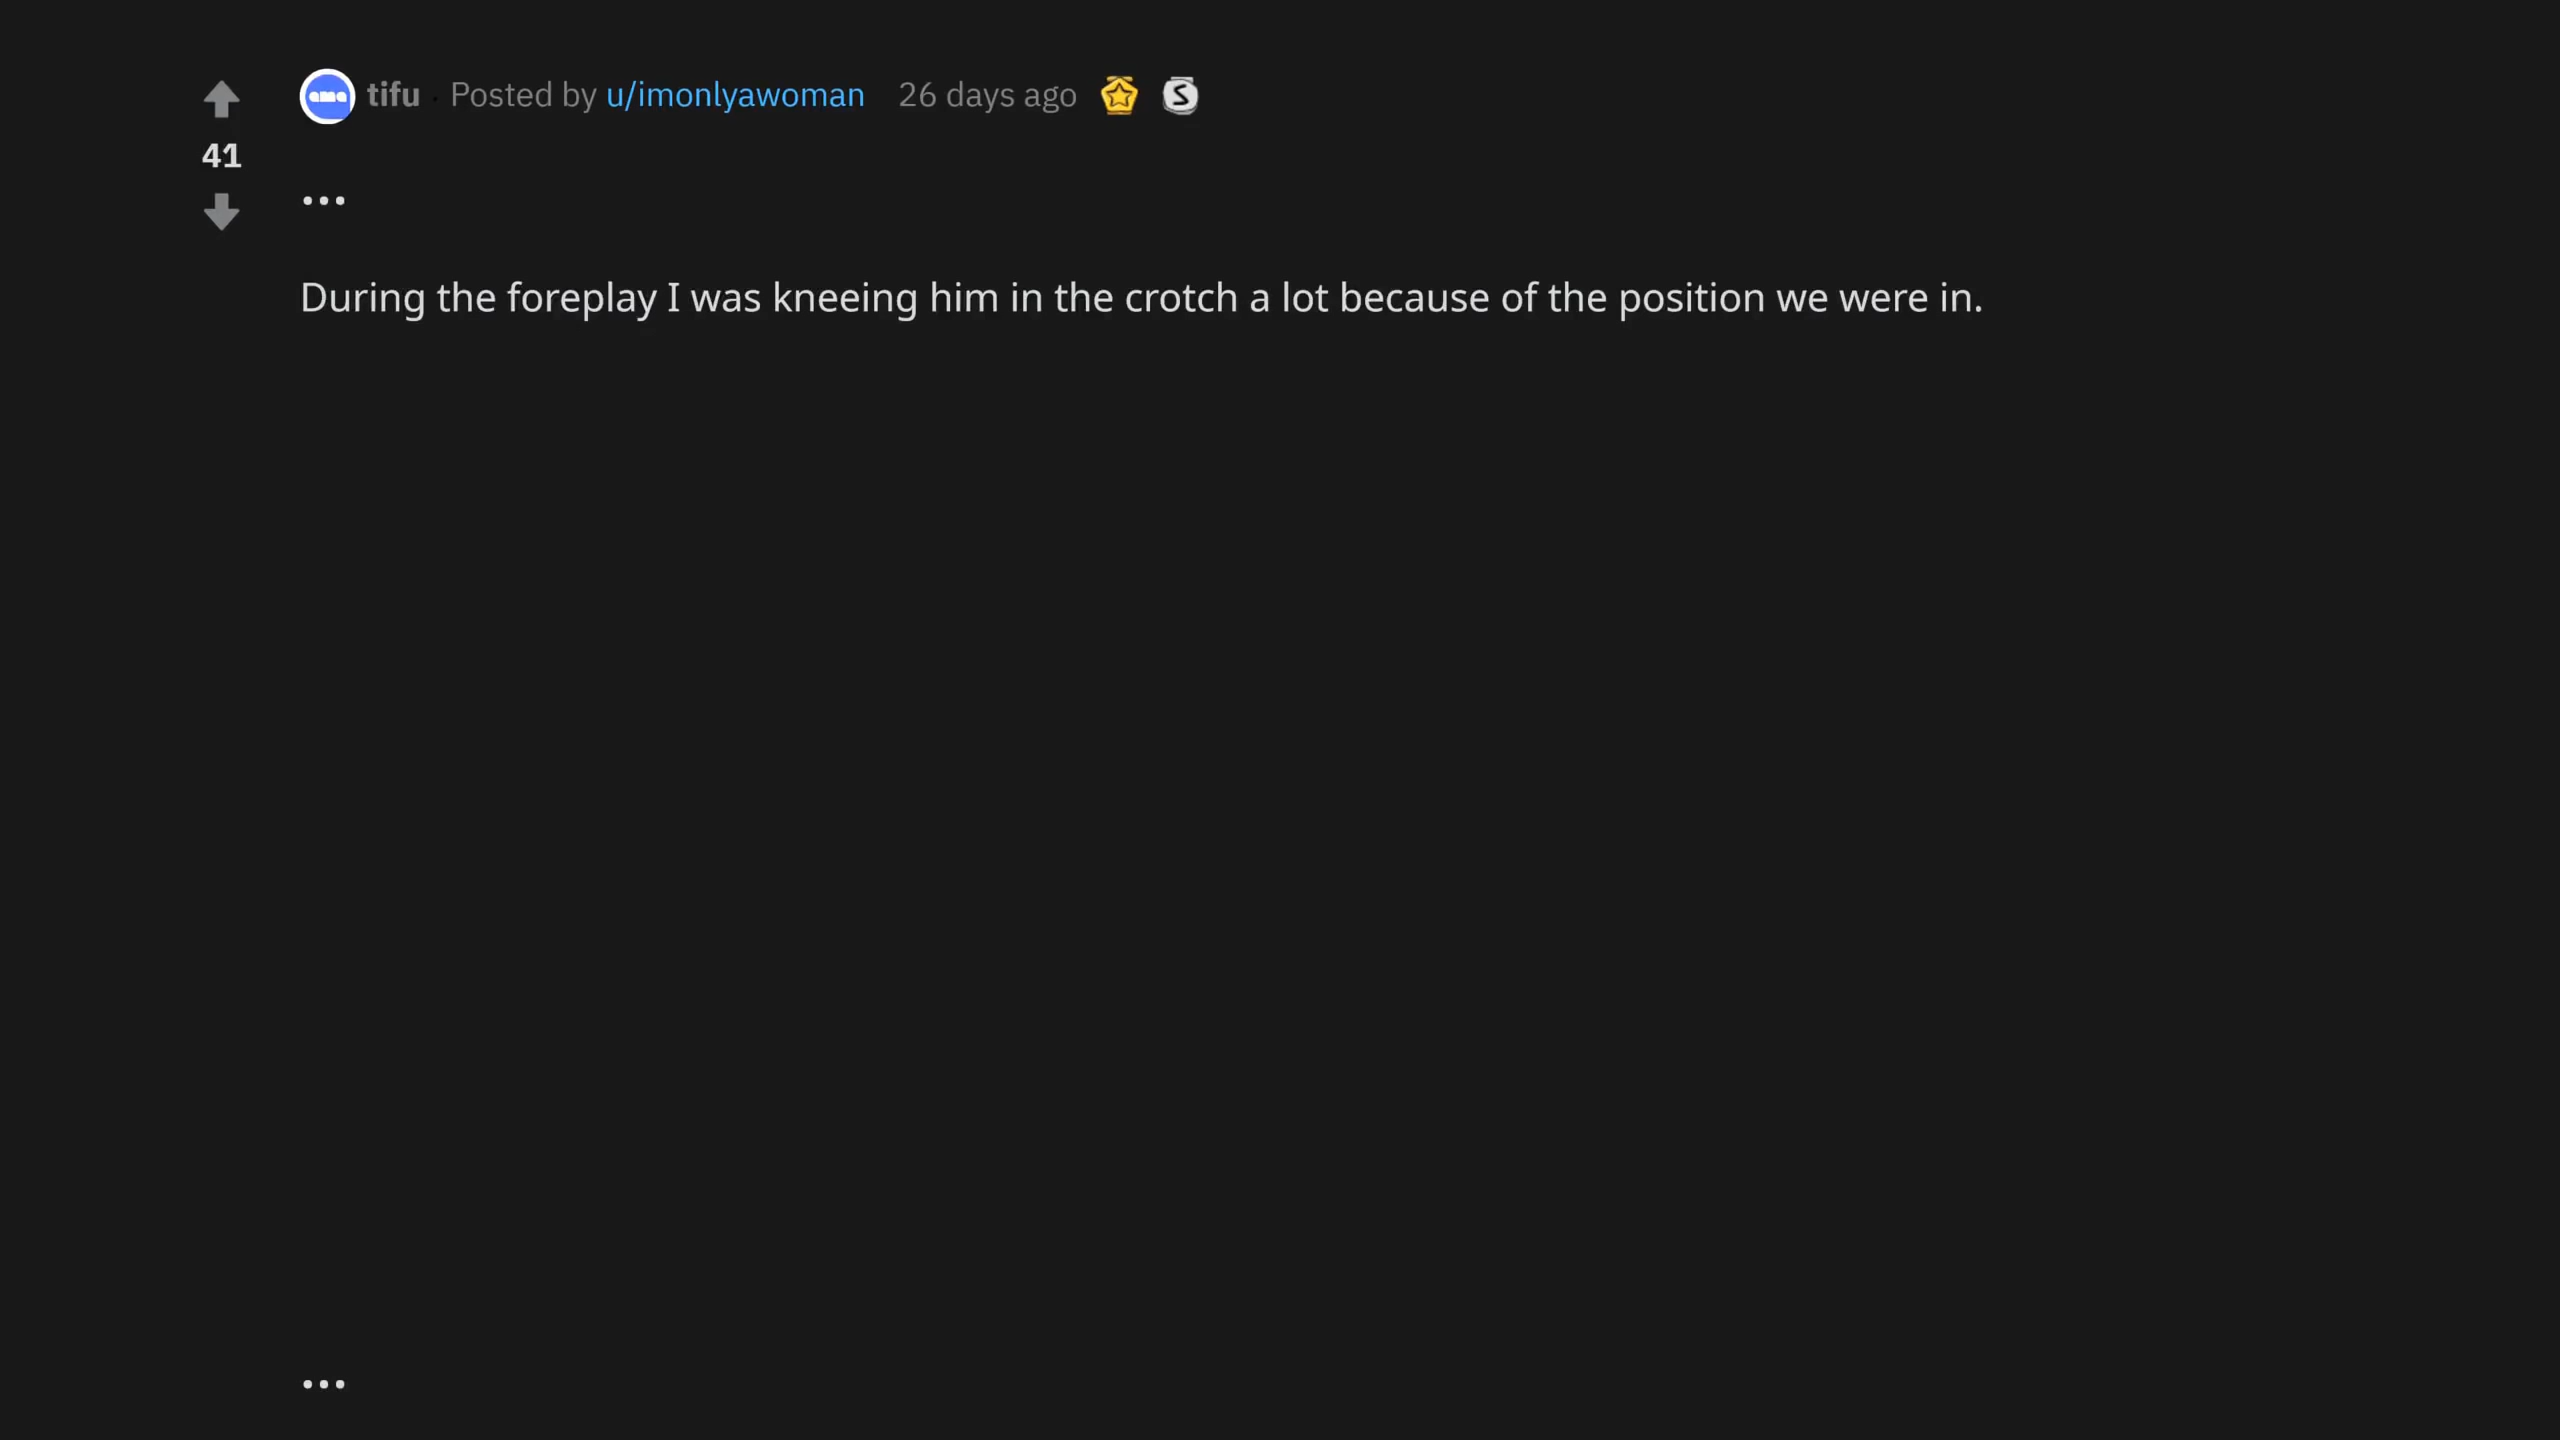 ama tifu · Posted by u/imonlyawoman 26 days ago S
41
...
During the foreplay I was kneeing him in the crotch a lot because of the position we were in.
...